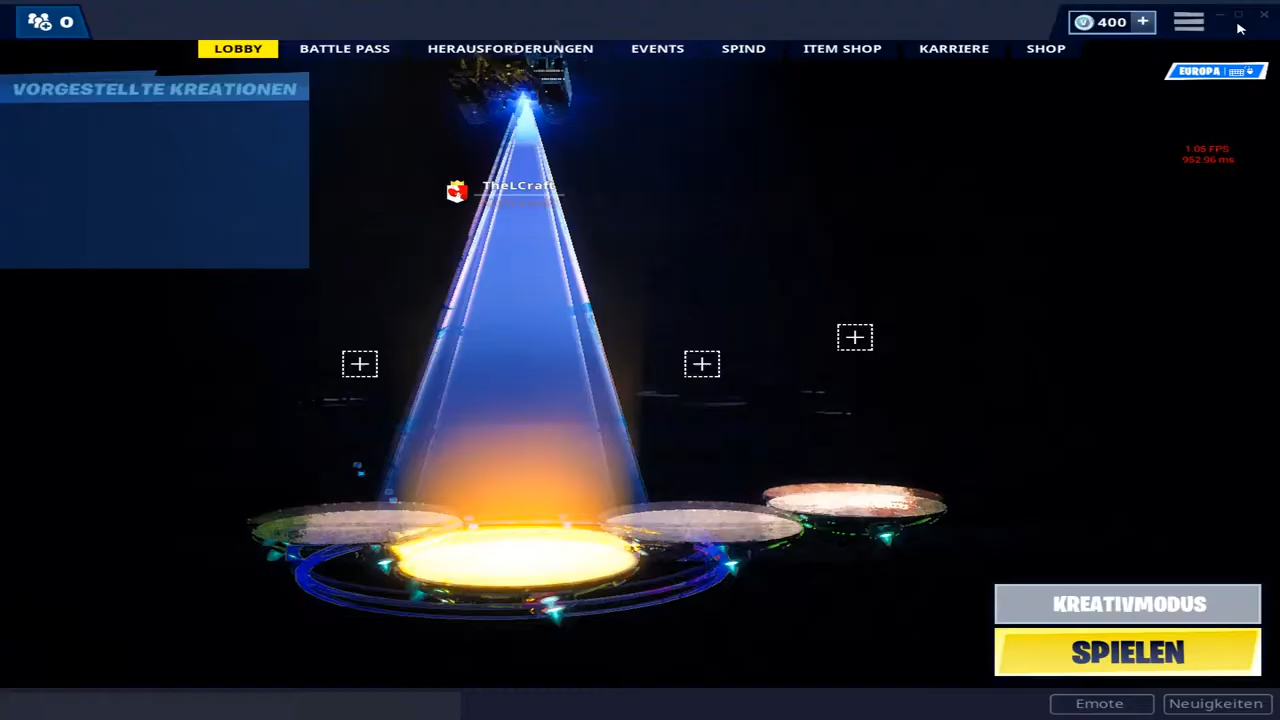 0
400 +
LOBBY BATTLE PASS HERAUSFORDERUNGEN EVENTS SPIND ITEM SHOP KARRIERE SHOP
VORGESTELLTE KREATIONEN
EUROPA
1.05 FPS
952.96 ms
TheLCraft
KREATIVMODUS
SPIELEN
Emote Neuigkeiten